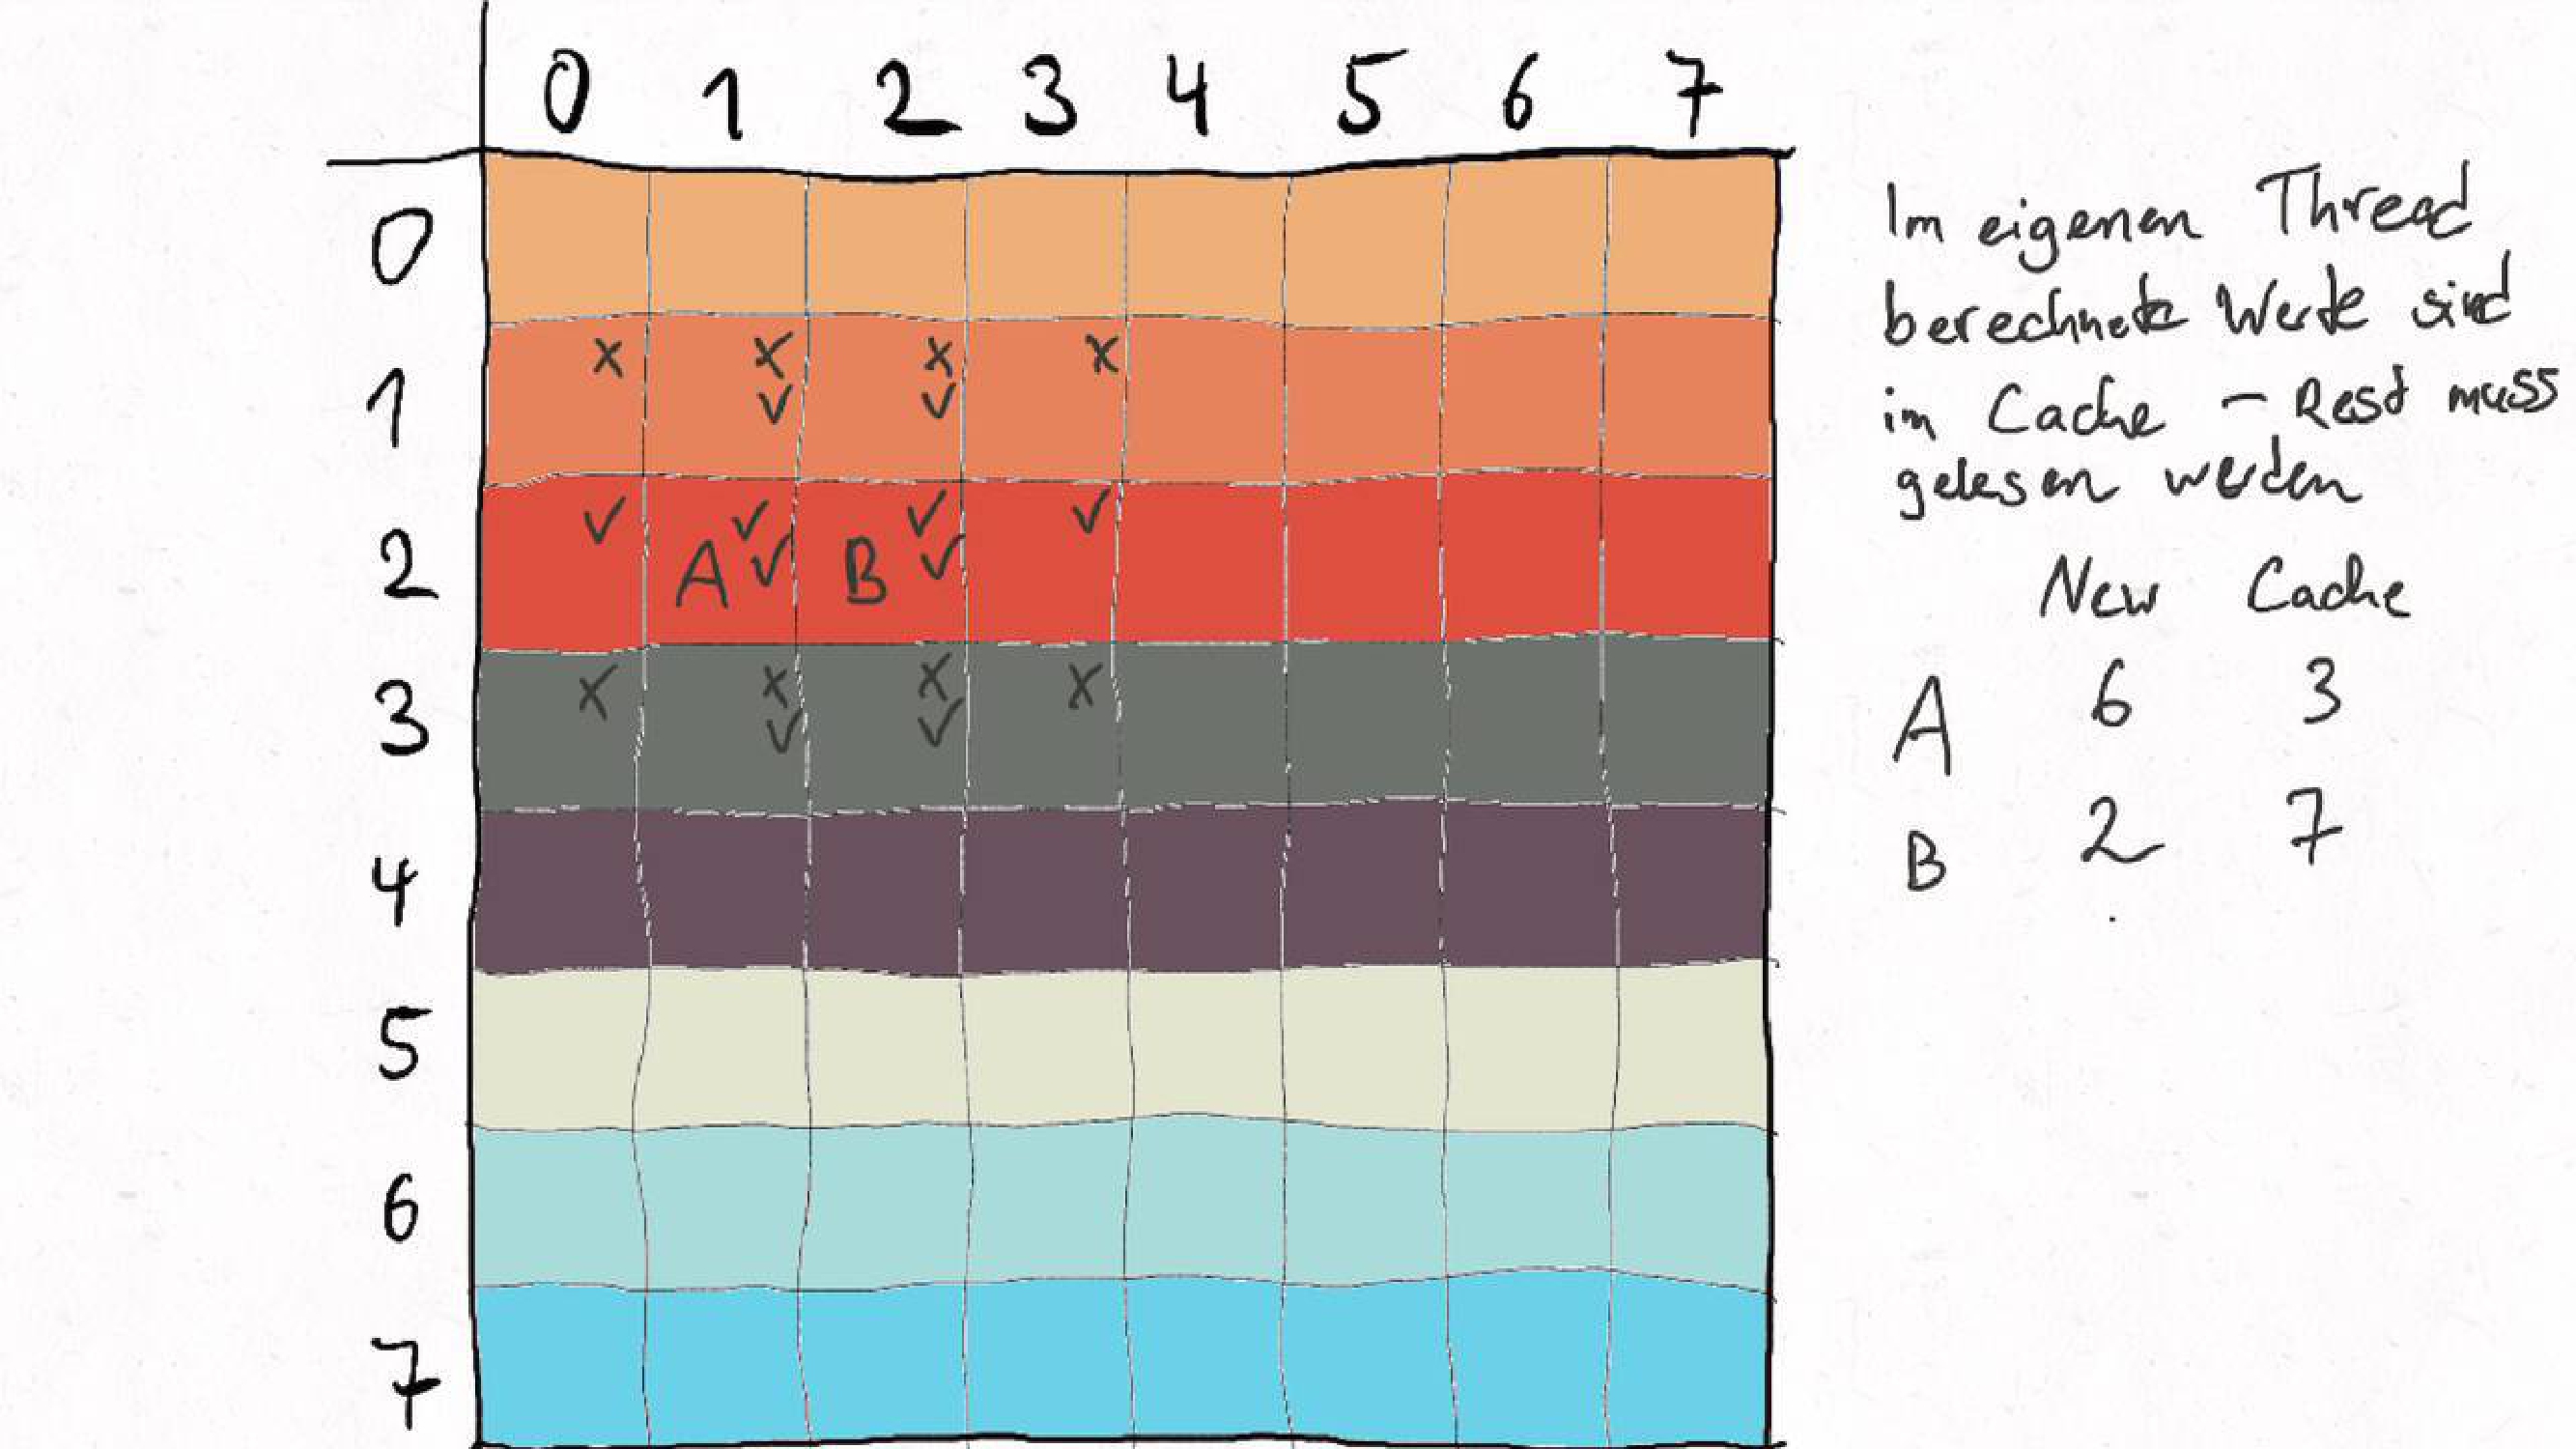 0 1 2 3 4 5 6 7
0
1 x x x x
✓ ✓
2 ✓ ✓ ✓ ✓
A ✓ B ✓
3 x x x x
✓ ✓
4
5
6
7
Im eigenen Thread
berechnete Werte sind
im Cache – Rest muss
gelesen werden
New Cache
A 6 3
B 2 7